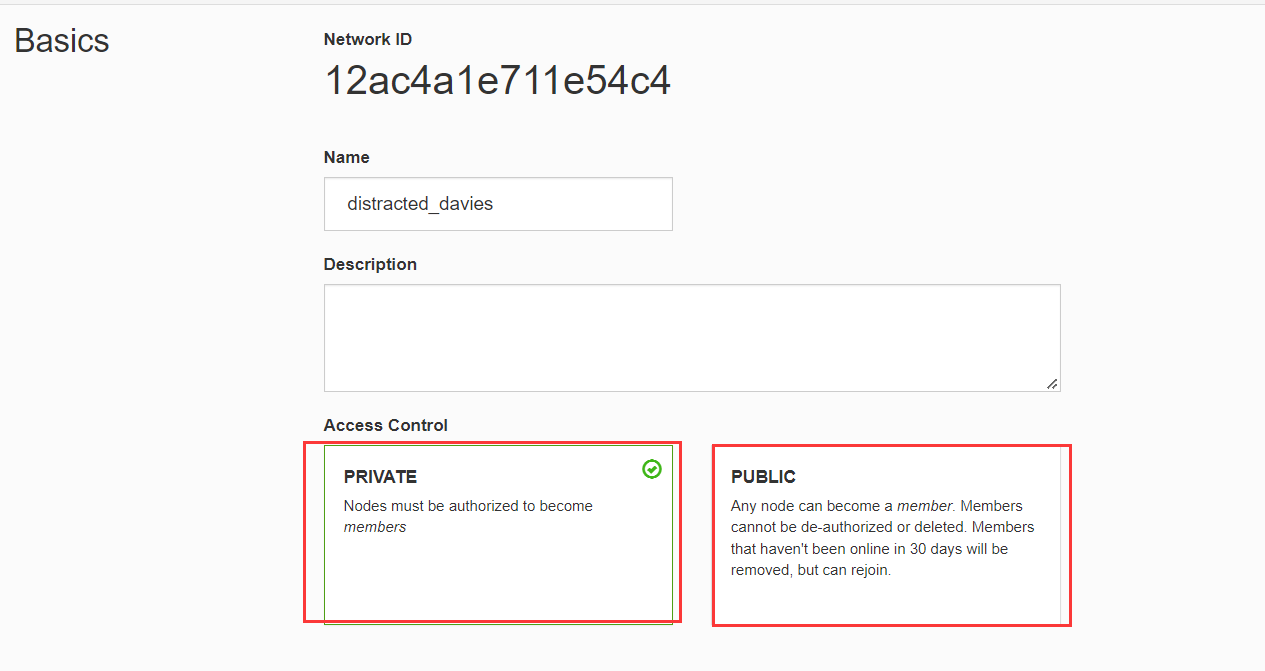 Basics
Network ID
12ac4a1e711e54c4
Name
distracted_davies
Description
Access Control
PRIVATE
Nodes must be authorized to become
members
PUBLIC
Any node can become a member. Members
cannot be de-authorized or deleted. Members
that haven't been online in 30 days will be
removed, but can rejoin.